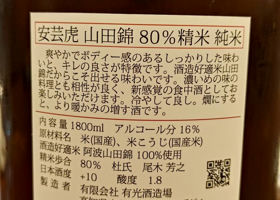 安芸虎 山田錦 80%精米 純米
爽やかでボディー感のあるしっかりした味わ
いと、キレの良さが特徴です。酒造好適米山田
錦だからこそ出せる味わいです。濃いめの味の
料理とも相性が良く、新感覚の食中酒としてお
楽しみいただけます。冷やして良し。燗にする
と、より暖かみの増す酒です。
内容量 1800ml アルコール分 16%
原材料名 米(国産)、米こうじ(国産米)
酒造好適米 阿波山田錦 100%使用
精米歩合 80% 杜氏 尾木 芳之
日本酒度 +10 酸度 1.8
製造者 有限会社 有光酒造場